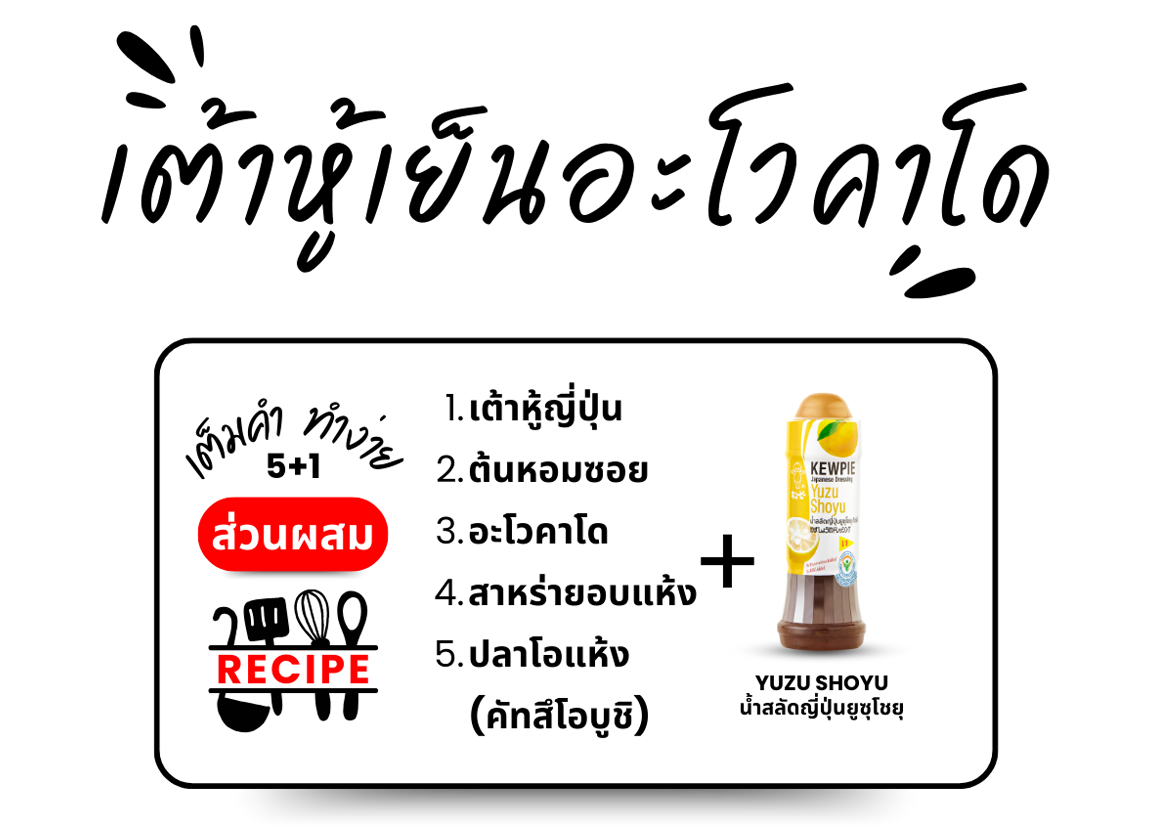 เต้าหู้เย็นอะโวคาโด
เต็มคำ ทำง่าย
5+1
ส่วนผสม
RECIPE
1. เต้าหู้ญี่ปุ่น
2. ต้นหอมซอย
3. อะโวคาโด
4. สาหร่ายอบแห้ง
5. ปลาโอแห้ง
(คัทสึโอบูชิ)
+
KEWPIE
Japanese Dressing
Yuzu
Shoyu
YUZU SHOYU
น้ำสลัดญี่ปุ่นยูซุโชยุ